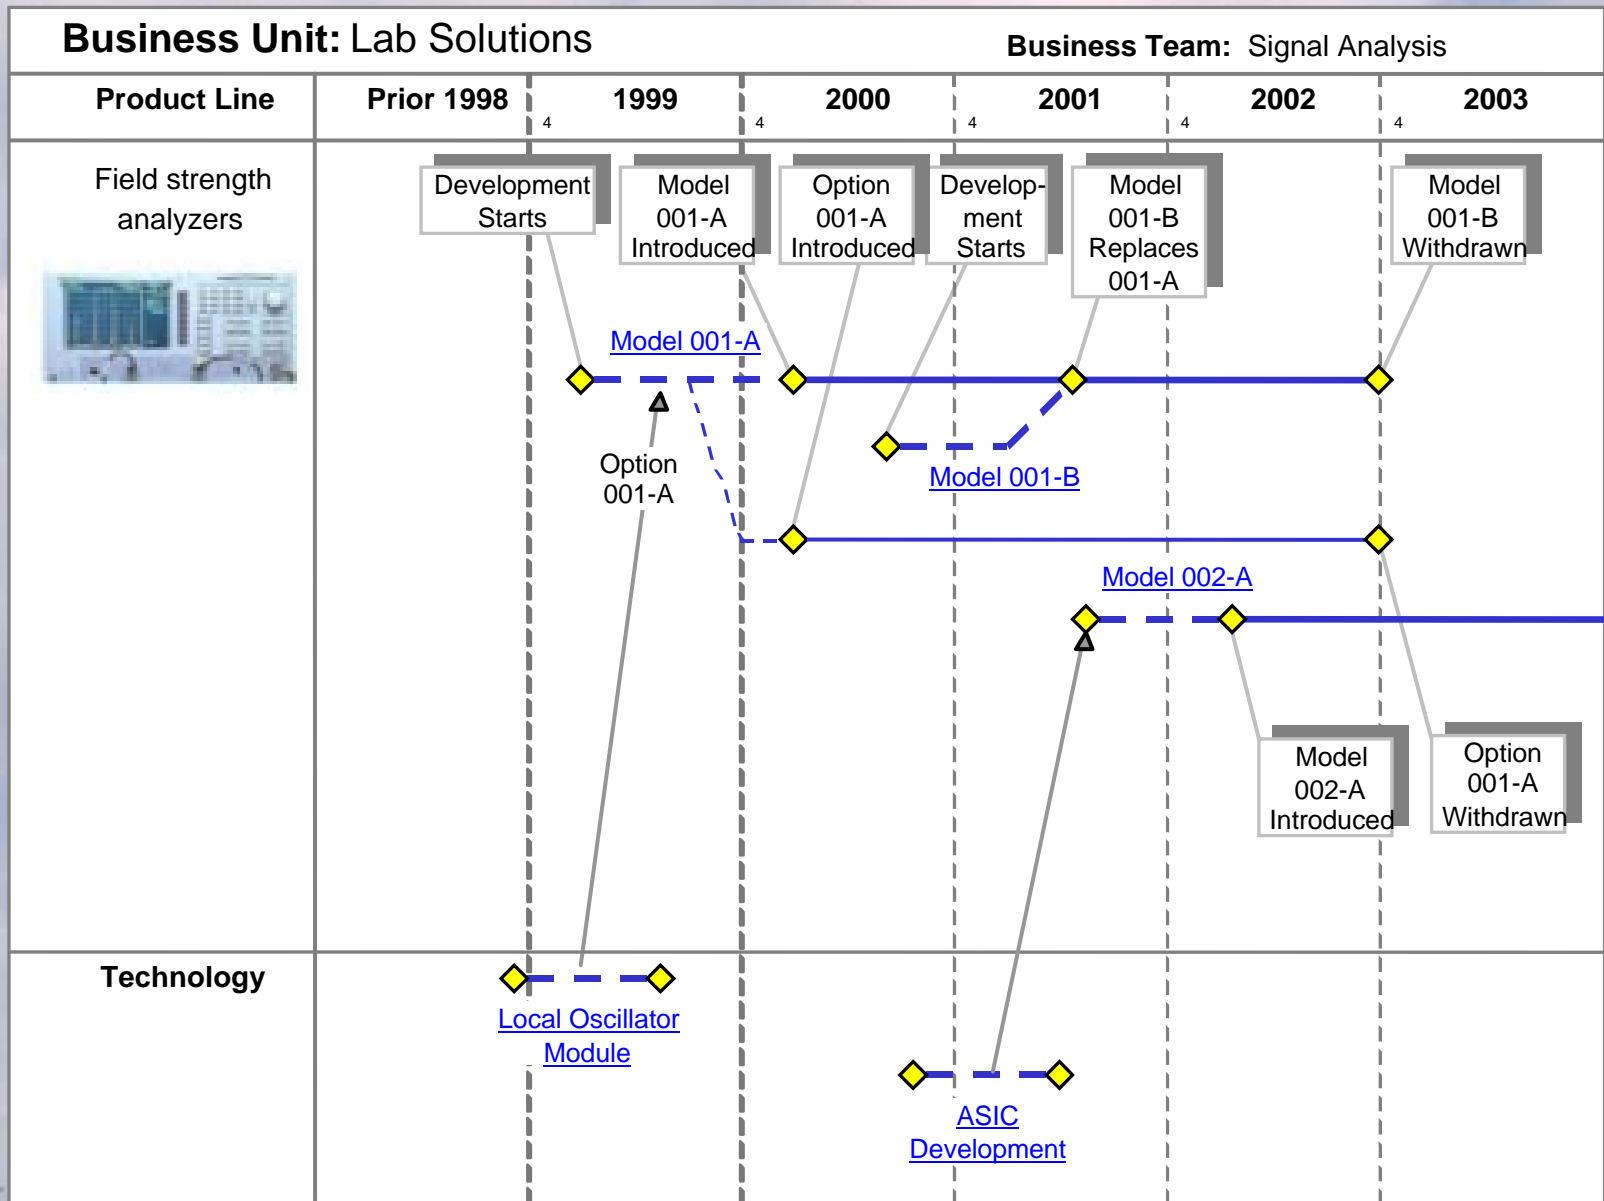 Business Unit: Lab Solutions
Business Team: Signal Analysis
Product Line
Prior 1998
1999
2000
2001
2002
2003
4
4
4
4
4
Field strength
analyzers
Development
Starts
Model
001-A
Introduced
Option
001-A
Introduced
Develop-
ment
Starts
Model
001-B
Replaces
001-A
Model
001-B
Withdrawn
Model 001-A
Option
001-A
Model 001-B
Model 002-A
Model
002-A
Introduced
Option
001-A
Withdrawn
Technology
Local Oscillator
Module
ASIC
Development